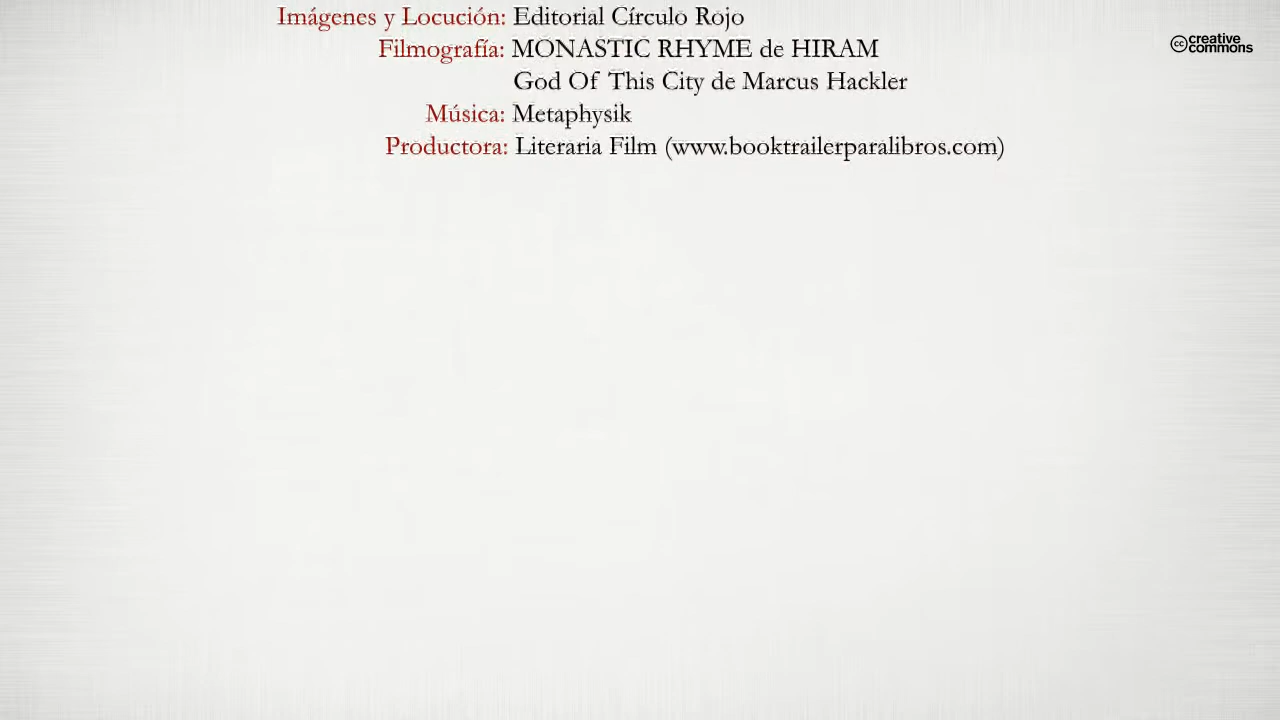 Imágenes y Locución: Editorial Círculo Rojo
Filmografía: MONASTIC RHYME de HIRAM
God Of This City de Marcus Hackler
Música: Metaphysik
Productora: Literaria Film (www.booktrailerparalibros.com)
cc creative
commons